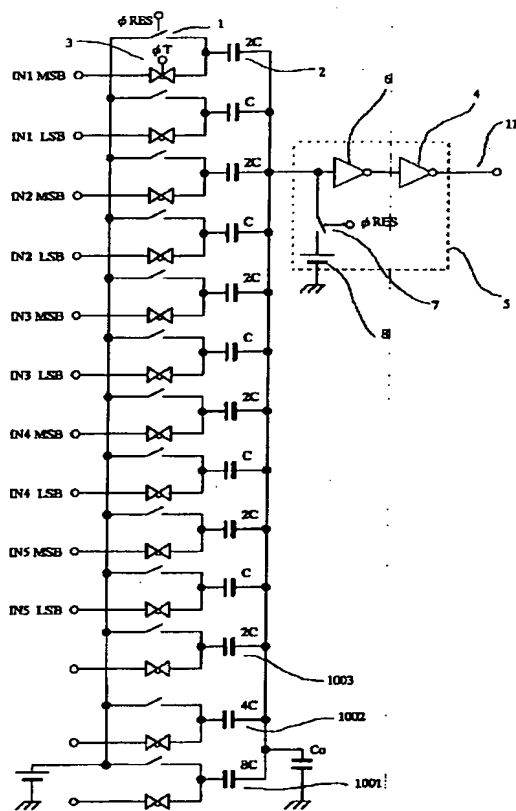 φRES
1
3
φT
2C
2
IN1 MSB
C
IN1 LSB
6
4
11
2C
IN2 MSB
φRES
C
IN2 LSB
7
5
8
2C
IN3 MSB
C
IN3 LSB
2C
IN4 MSB
C
IN4 LSB
2C
IN5 MSB
C
IN5 LSB
2C
1003
4C
1002
Co
8C
1001